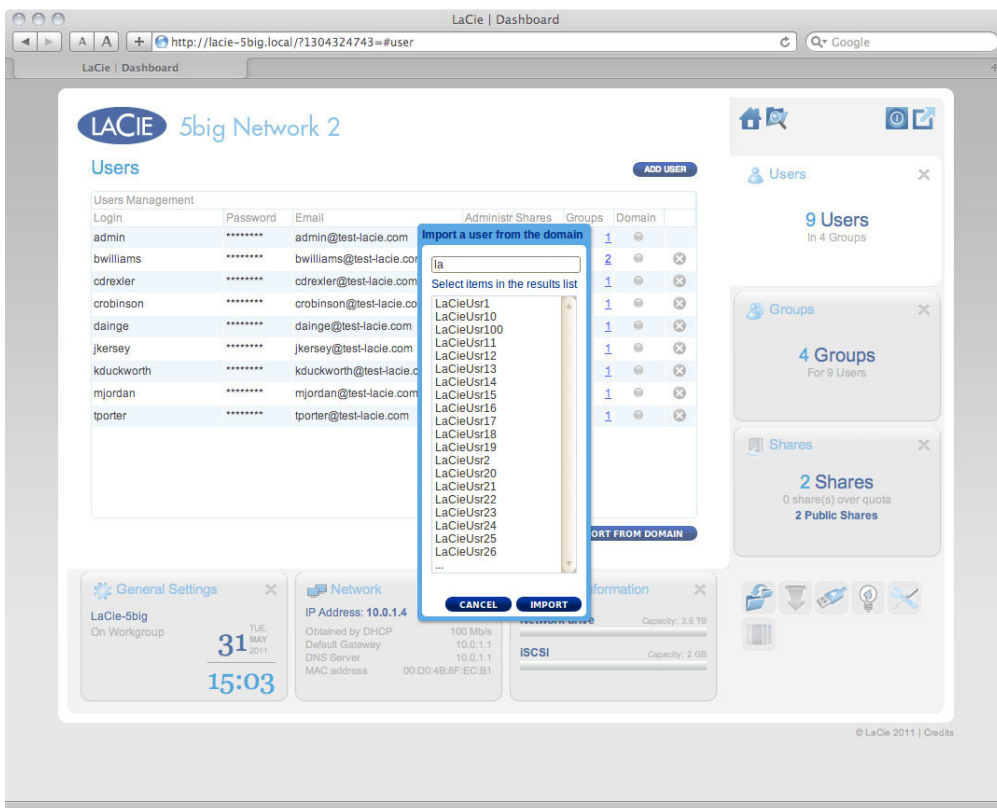 LaCie | Dashboard
A A + http://lacie-5big.local/?1304324743=#user
Google
LaCie | Dashboard
LACIE 5big Network 2
Users
ADD USER
Users Management
Login Password Email Administr Shares Groups Domain
admin ******** admin@test-lacie.com 1
bwilliams ******** bwilliams@test-lacie.com 2
cdrexler ******** cdrexler@test-lacie.com 1
crobinson ******** crobinson@test-lacie.co 1
dainge ******** dainge@test-lacie.com 1
jkersey ******** jkersey@test-lacie.com 1
kduckworth ******** kduckworth@test-lacie.c 1
mjordan ******** mjordan@test-lacie.com 1
tporter ******** tporter@test-lacie.com 1
ORT FROM DOMAIN
Import a user from the domain
la
Select items in the results list
LaCieUsr1
LaCieUsr10
LaCieUsr100
LaCieUsr11
LaCieUsr12
LaCieUsr13
LaCieUsr14
LaCieUsr15
LaCieUsr16
LaCieUsr17
LaCieUsr18
LaCieUsr19
LaCieUsr2
LaCieUsr20
LaCieUsr21
LaCieUsr22
LaCieUsr23
LaCieUsr24
LaCieUsr25
LaCieUsr26
...
CANCEL IMPORT
Users
9 Users
In 4 Groups
Groups
4 Groups
For 9 Users
Shares
2 Shares
0 share(s) over quota
2 Public Shares
General Settings
LaCie-5big
On Workgroup
TUE.
31 MAY
2011
15:03
Network
IP Address: 10.0.1.4
Obtained by DHCP 100 Mb/s
Default Gateway 10.0.1.1
DNS Server 10.0.1.1
MAC address 00:D0:4B:8F:EC:B1
formation
Network drive Capacity: 3.6 TB
iSCSI Capacity: 2 GB
© LaCie 2011 | Credits